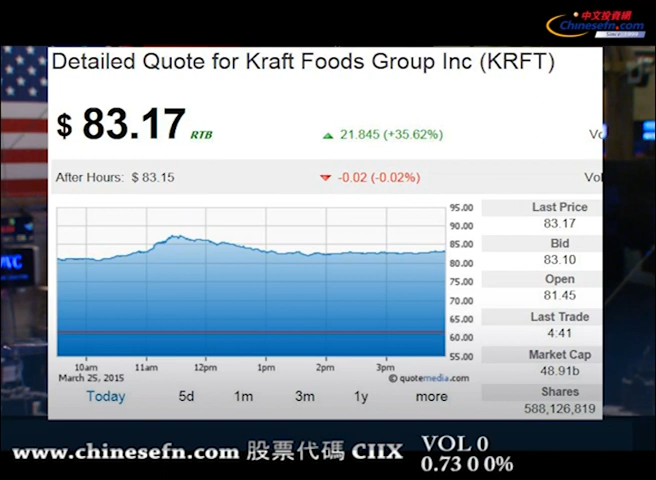 中文投資網
Chinesefn.com
Detailed Quote for Kraft Foods Group Inc (KRFT)
$ 83.17 RTB 21.845 (+35.62%) Vo
After Hours: $ 83.15 -0.02 (-0.02%) Vol
95.00
90.00
85.00
80.00
75.00
70.00
65.00
60.00
55.00
10am 11am 12pm 1pm 2pm 3pm
March 25, 2015 © quotemedia.com
Today 5d 1m 3m 1y more
Last Price
83.17
Bid
83.10
Open
81.45
Last Trade
4:41
Market Cap
48.91b
Shares
588,126,819
www.chinesefn.com 股票代碼 CIIX VOL 0
0.73 0 0%